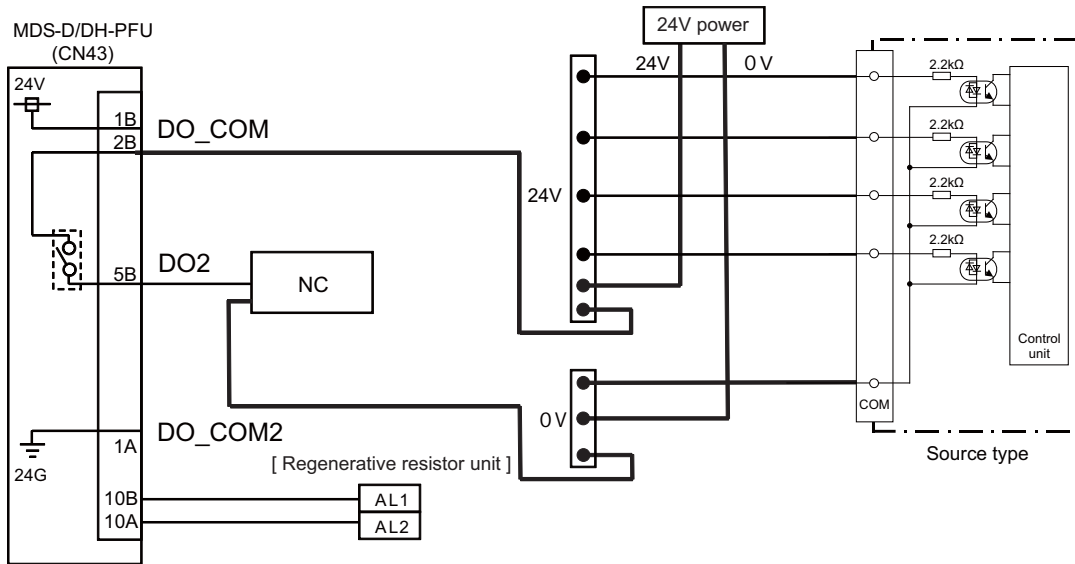 MDS-D/DH-PFU
(CN43)
24V
1B
DO_COM
2B
5B
DO2
NC
DO_COM2
1A
24G
[ Regenerative resistor unit ]
10B
AL1
10A
AL2
24V power
24V
0V
24V
0V
2.2kΩ
2.2kΩ
2.2kΩ
2.2kΩ
Control
unit
COM
Source type